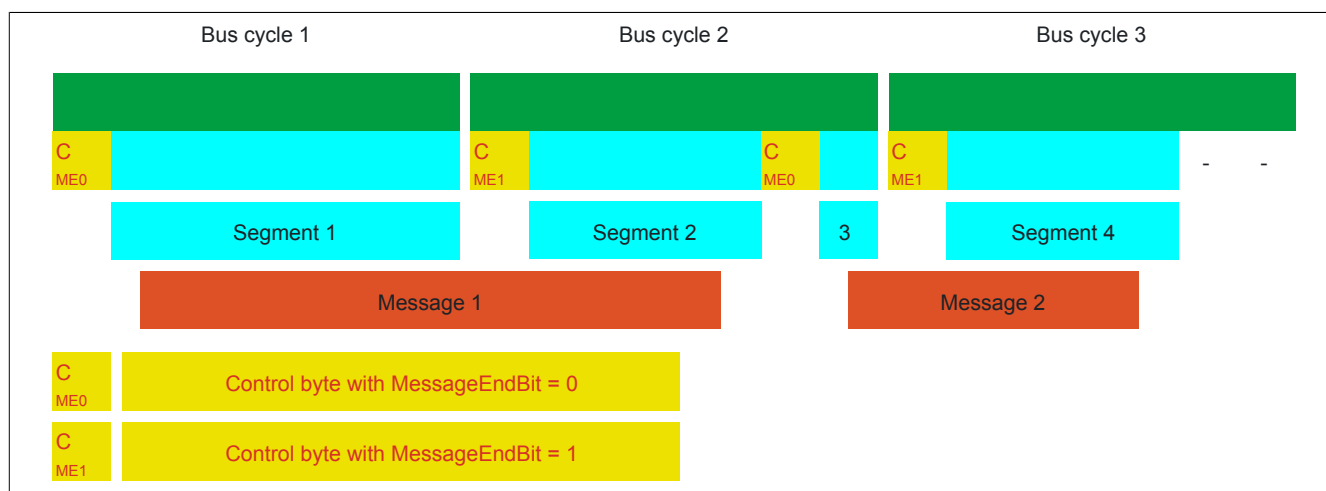 Bus cycle 1 Bus cycle 2 Bus cycle 3
C C C C
ME0 ME1 ME0 ME1 - -
Segment 1 Segment 2 3 Segment 4
Message 1 Message 2
C
ME0 Control byte with MessageEndBit = 0
C
ME1 Control byte with MessageEndBit = 1